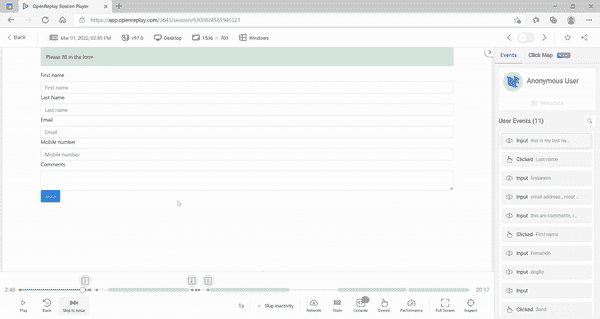 OpenReplay Session Player
https://app.openreplay.com/3645/session/6300824565945321
Back
Mar 01, 2022, 02:55 PM
v97.0
Desktop
1536 × 703
Windows
Events
Click Map
Please fill in the form
First name
First name
Last Name
Last name
Email
Email
Mobile number
Mobile number
Comments
Anonymous User
Metadata
User Events (11)
Input this is my test na...
Clicked Last name
Input
Input email address...
Input this are comments, i...
Clicked First name
Input Fernando
Input doglio
Input
Clicked Send
2:48
20:17
Play
Back
Skip to Issue
1x
Skip Inactivity
Network
State
Console
Events
Performance
Full Screen
Inspect